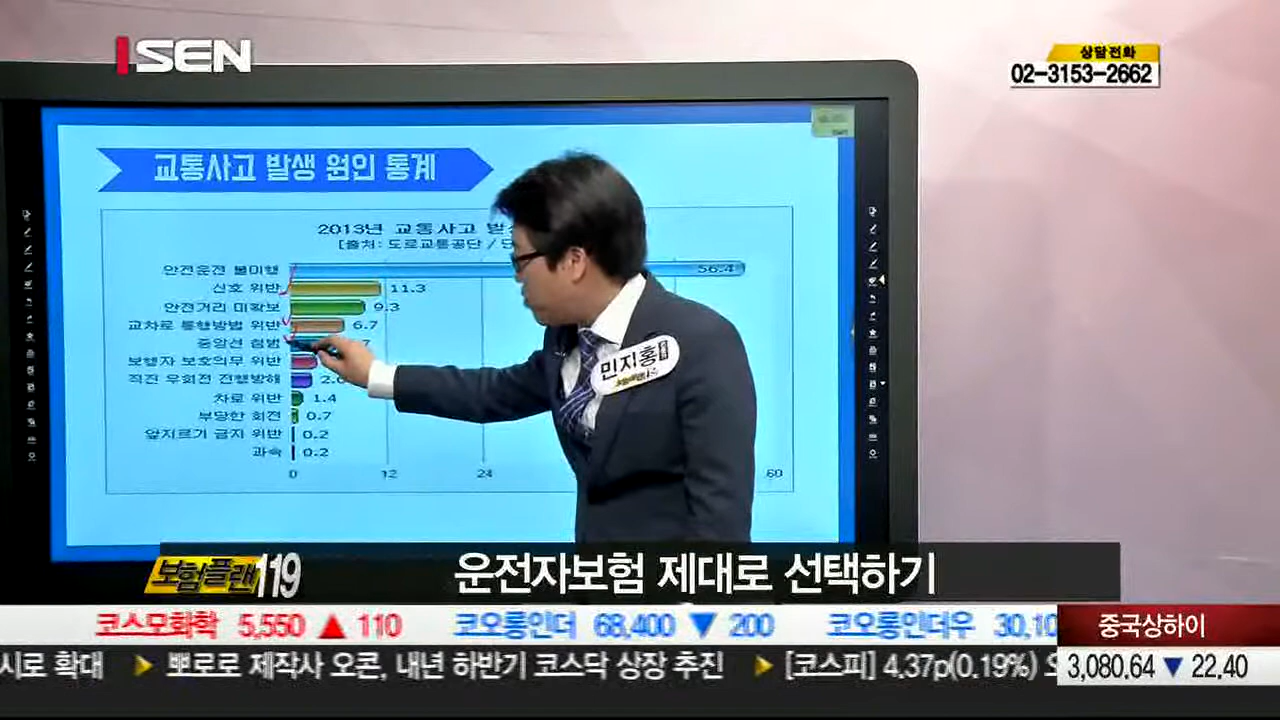 SEN
상담전화
02-3153-2662
교통사고 발생 원인 통계
2013년 교통사고
[출처: 도로교통공단 /
안전운전 불이행 56.4
신호 위반 11.3
안전거리 미확보 9.3
교차로 통행방법 위반 6.7
중앙선 침범
보행자 보호의무 위반
직진 우회전 진행방해
차로 위반 1.4
부당한 회전 0.7
앞지르기 금지 위반 0.2
과속 0.2
0 12 24 60
민지홍
보험플랜119
운전자보험 제대로 선택하기
코스모화학 5,550 ▲ 110 코오롱인더 68,400 ▼ 200 코오롱인더우 30,10
중국상하이
시로 확대 ▶ 뽀로로 제작사 오콘, 내년 하반기 코스닥 상장 추진 ▶ [코스피] 4.37p(0.19%)
3,080.64 ▼ 22.40